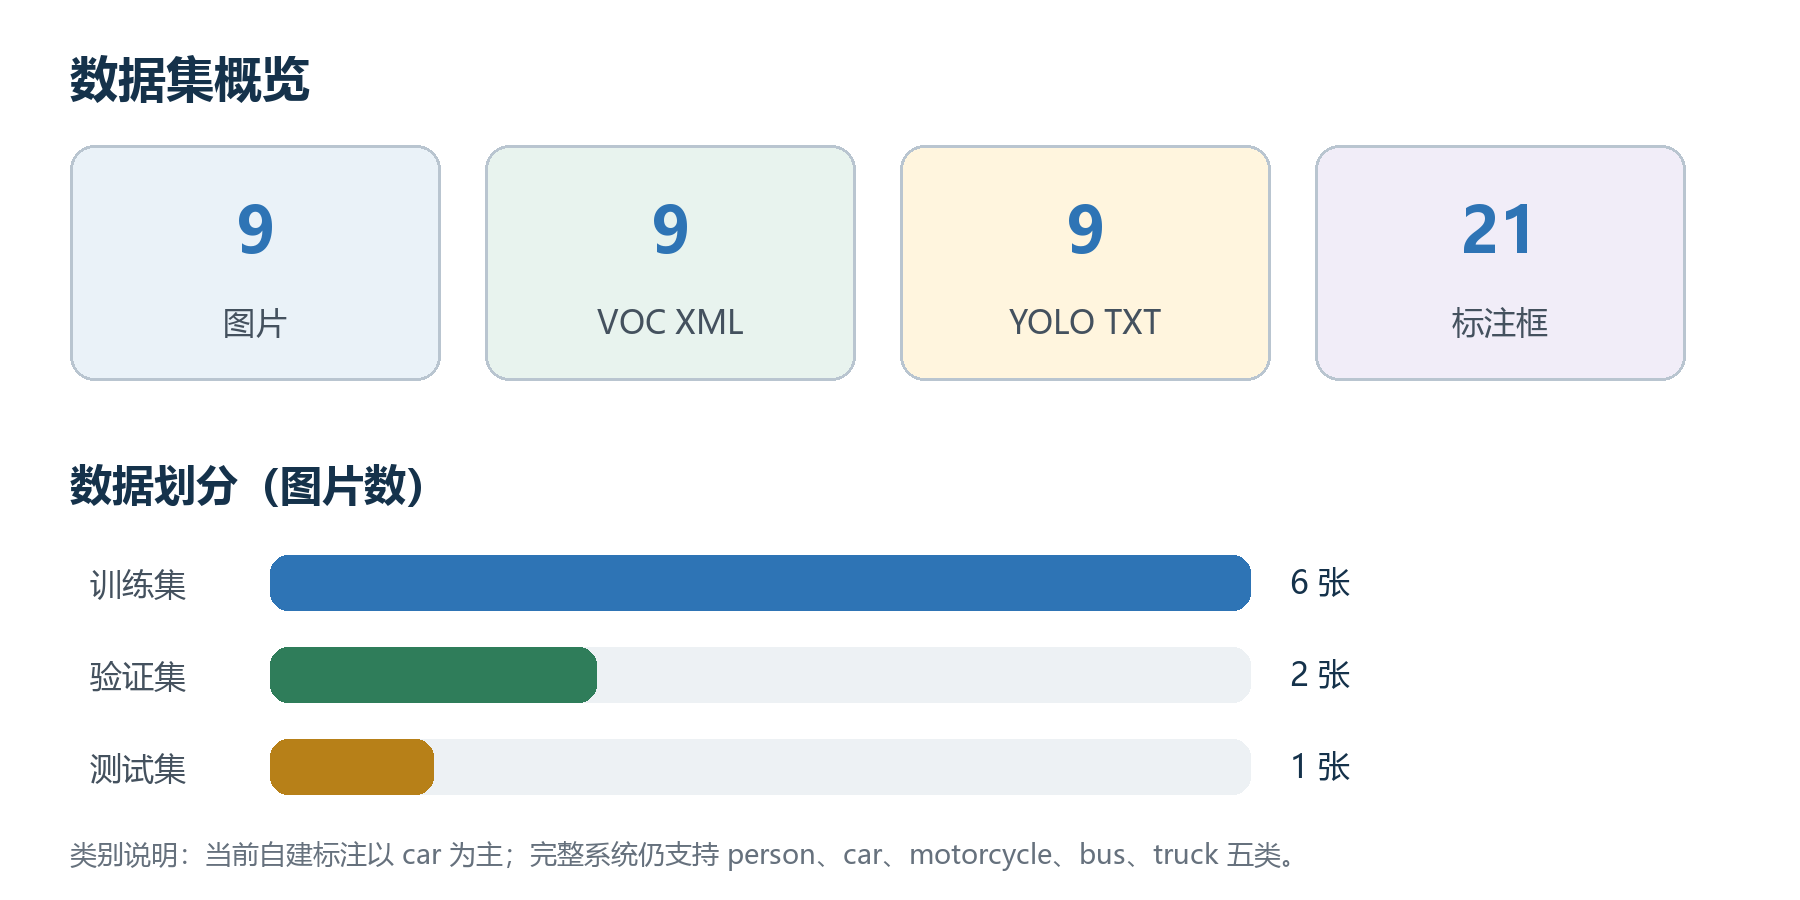 数据集概览
9
图片
9
VOC XML
9
YOLO TXT
21
标注框
数据划分（图片数）
训练集
6 张
验证集
2 张
测试集
1 张
类别说明：当前自建标注以 car 为主；完整系统仍支持 person、car、motorcycle、bus、truck 五类。